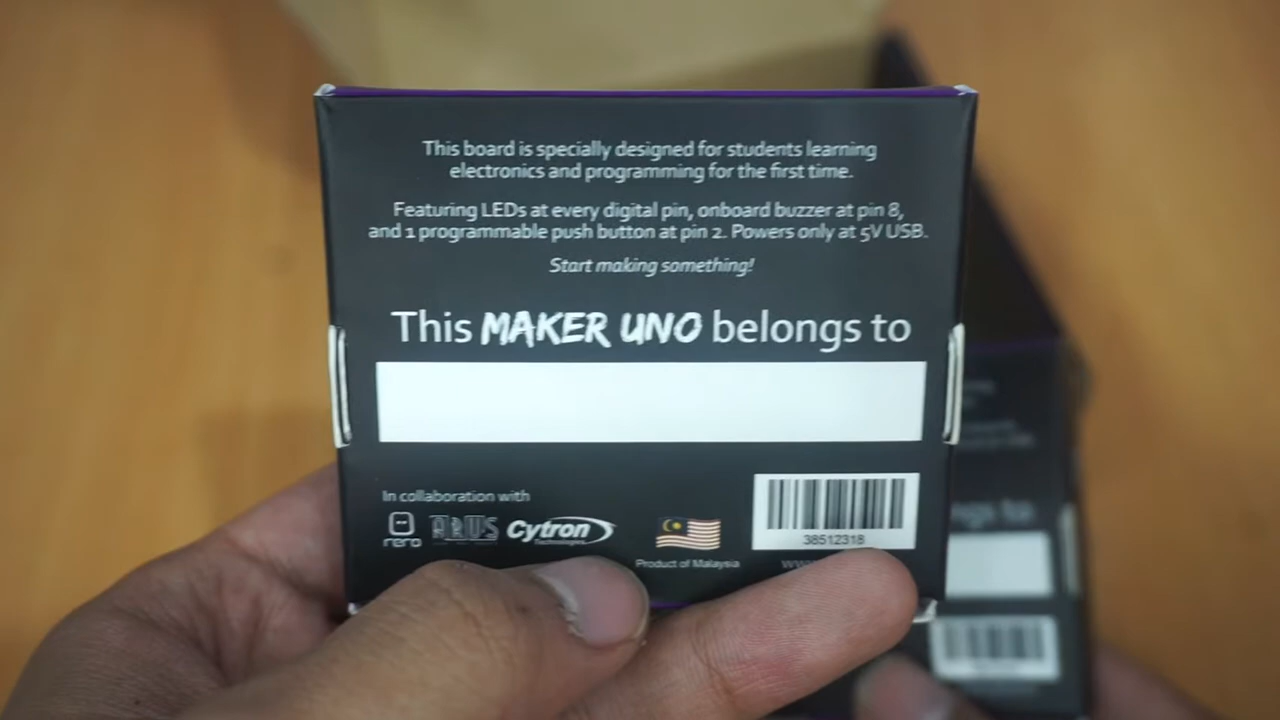 This board is specially designed for students learning
electronics and programming for the first time.
Featuring LEDs at every digital pin, onboard buzzer at pin 8,
and 1 programmable push button at pin 2. Powers only at 5V USB.
Start making something!
This MAKER UNO belongs to
In collaboration with
rero ARUS Cytron
Technologies
Product of Malaysia
38512318